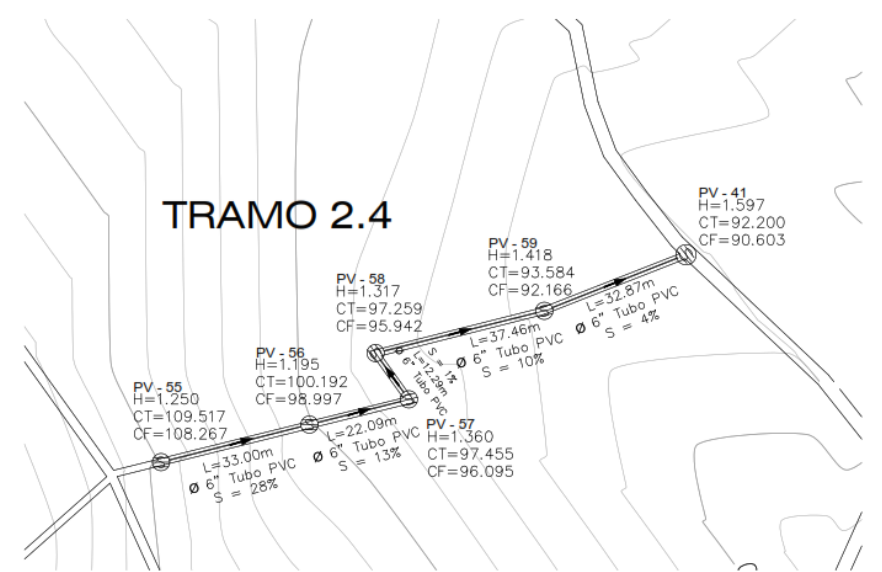 TRAMO 2.4
PV - 41
H=1.597
CT=92.200
CF=90.603
PV - 59
H=1.418
CT=93.584
CF=92.166
PV - 58
H=1.317
CT=97.259
CF=95.942
L=32.87m
Ø 6" Tubo PVC
S = 4%
L=37.46m
Ø 6" Tubo PVC
S = 10%
S = 1%
L=12.29m
6" Tubo PVC
PV - 56
H=1.195
CT=100.192
CF=98.997
PV - 55
H=1.250
CT=109.517
CF=108.267
PV - 57
H=1.360
CT=97.455
CF=96.095
L=22.09m
Ø 6" Tubo PVC
S = 13%
L=33.00m
Ø 6" Tubo PVC
S = 28%